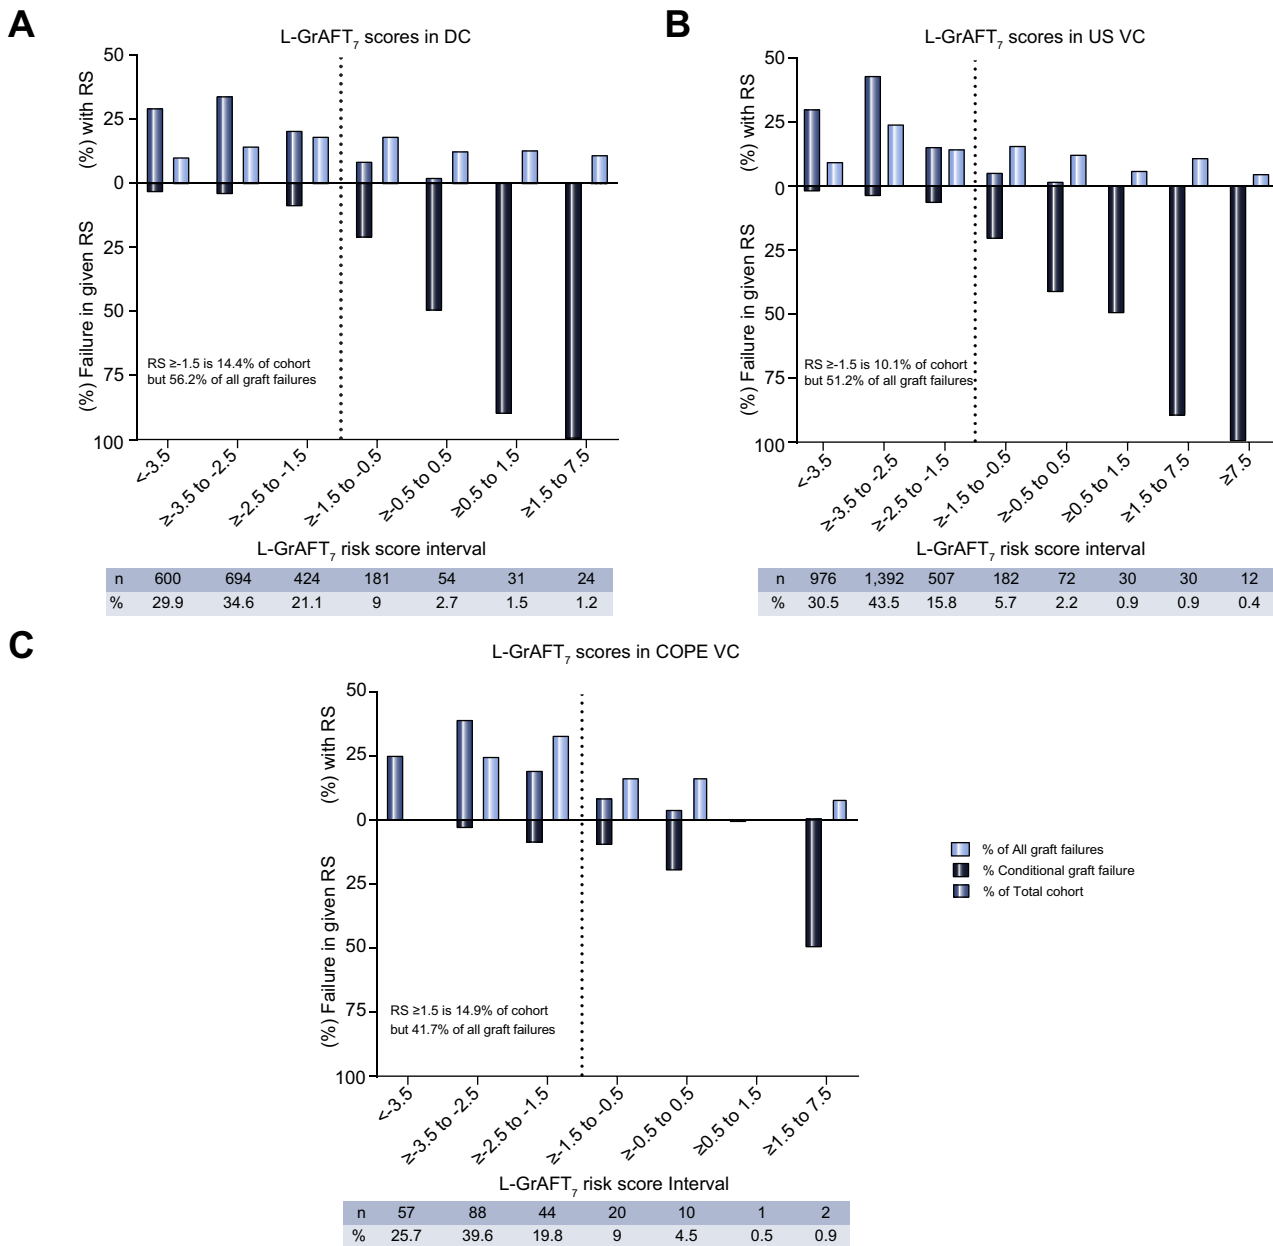 A
L-GrAFT7 scores in DC
(%) with RS
(%) Failure in given RS
50
25
0
25
50
75
100
RS ≥-1.5 is 14.4% of cohort
but 56.2% of all graft failures
<-3.5
≥-3.5 to -2.5
≥-2.5 to -1.5
≥-1.5 to -0.5
≥-0.5 to 0.5
≥0.5 to 1.5
≥1.5 to 7.5
L-GrAFT7 risk score interval
n 600 694 424 181 54 31 24
% 29.9 34.6 21.1 9 2.7 1.5 1.2
B
L-GrAFT7 scores in US VC
(%) with RS
(%) Failure in given RS
50
25
0
25
50
75
100
RS ≥-1.5 is 10.1% of cohort
but 51.2% of all graft failures
<-3.5
≥-3.5 to -2.5
≥-2.5 to -1.5
≥-1.5 to -0.5
≥-0.5 to 0.5
≥0.5 to 1.5
≥1.5 to 7.5
≥7.5
L-GrAFT7 risk score interval
n 976 1,392 507 182 72 30 30 12
% 30.5 43.5 15.8 5.7 2.2 0.9 0.9 0.4
C
L-GrAFT7 scores in COPE VC
(%) with RS
(%) Failure in given RS
50
25
0
25
50
75
100
RS ≥1.5 is 14.9% of cohort
but 41.7% of all graft failures
<-3.5
≥-3.5 to -2.5
≥-2.5 to -1.5
≥-1.5 to -0.5
≥-0.5 to 0.5
≥0.5 to 1.5
≥1.5 to 7.5
L-GrAFT7 risk score Interval
n 57 88 44 20 10 1 2
% 25.7 39.6 19.8 9 4.5 0.5 0.9
% of All graft failures
% Conditional graft failure
% of Total cohort